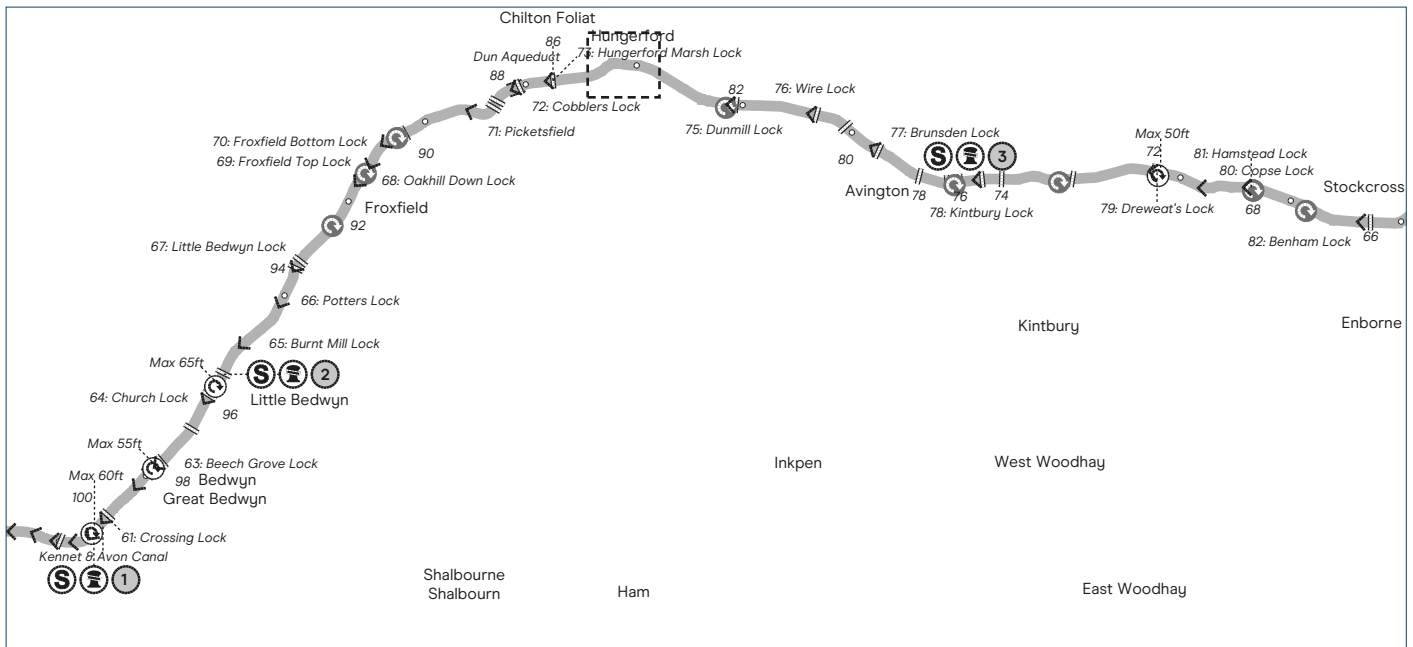 Chilton Foliat
86
Hungerford
Dun Aqueduct
73: Hungerford Marsh Lock
88
72: Cobblers Lock
82
76: Wire Lock
71: Picketsfield
75: Dunmill Lock
77: Brunsden Lock
Max 50ft
70: Froxfield Bottom Lock
90
80
S
3
72
81: Hamstead Lock
69: Froxfield Top Lock
80: Copse Lock
68: Oakhill Down Lock
Avington
78
76
74
Stockcross
Froxfield
78: Kintbury Lock
79: Dreweat's Lock
68
92
82: Benham Lock
66
67: Little Bedwyn Lock
94
66: Potters Lock
Kintbury
Enborne
65: Burnt Mill Lock
Max 65ft
S
2
64: Church Lock
Little Bedwyn
96
Max 55ft
63: Beech Grove Lock
Inkpen
West Woodhay
Max 60ft
98
Bedwyn
100
Great Bedwyn
61: Crossing Lock
Kennet & Avon Canal
S
1
Shalbourne
Shalbourn
Ham
East Woodhay